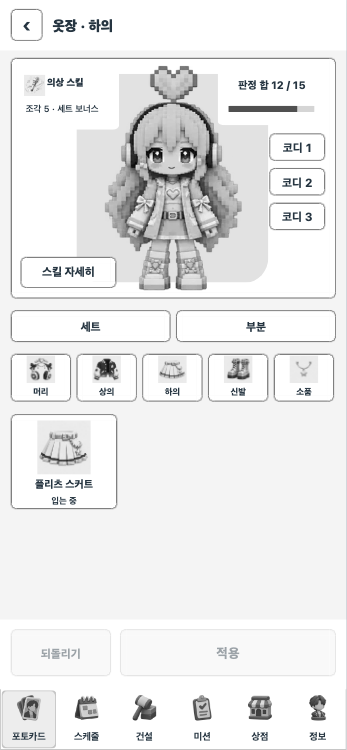 옷장 · 하의
의상 스킬
조각 5 · 세트 보너스
판정 합 12 / 15
코디 1
코디 2
코디 3
스킬 자세히
세트
부분
머리
상의
하의
신발
소품
플리츠 스커트
입는 중
되돌리기
적용
포토카드
스케줄
건설
미션
상점
정보